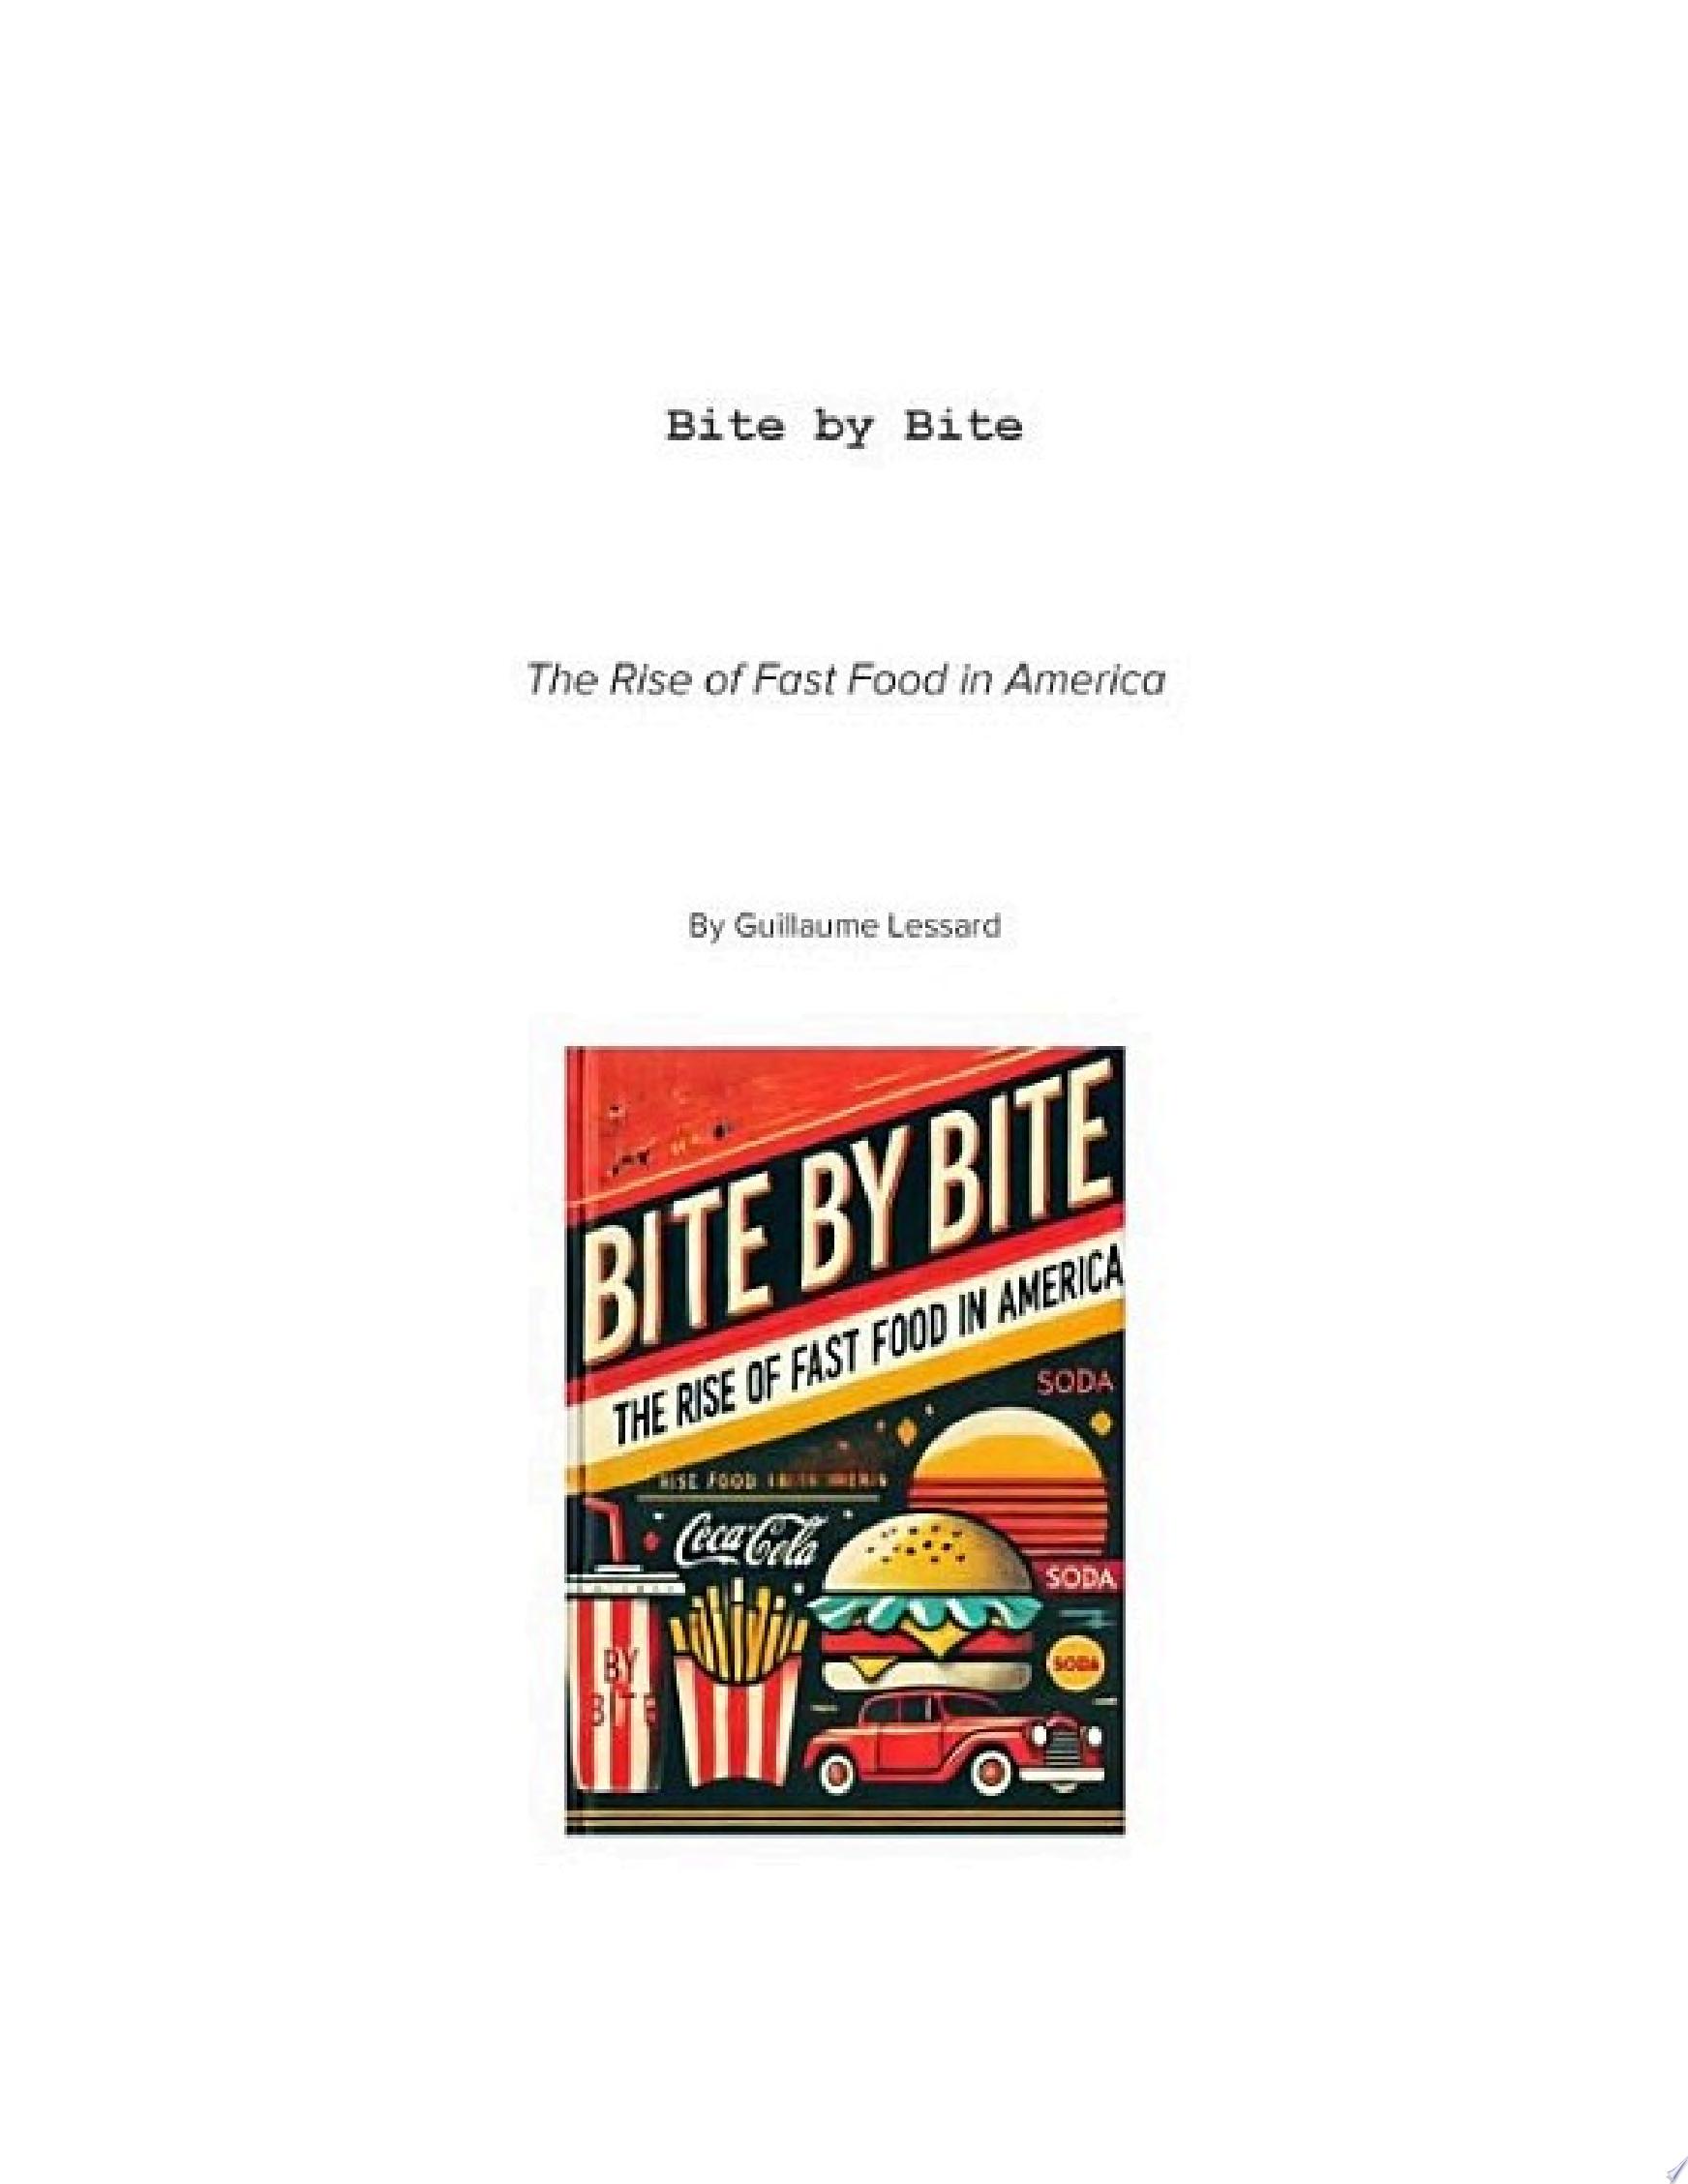 Bite by Bite
The Rise of Fast Food in America
By Guillaume Lessard
BITE BY BITE
THE RISE OF FAST FOOD IN AMERICA
SODA
RISE FOOD
Coca-Cola
SODA
BY
BITE
SODA